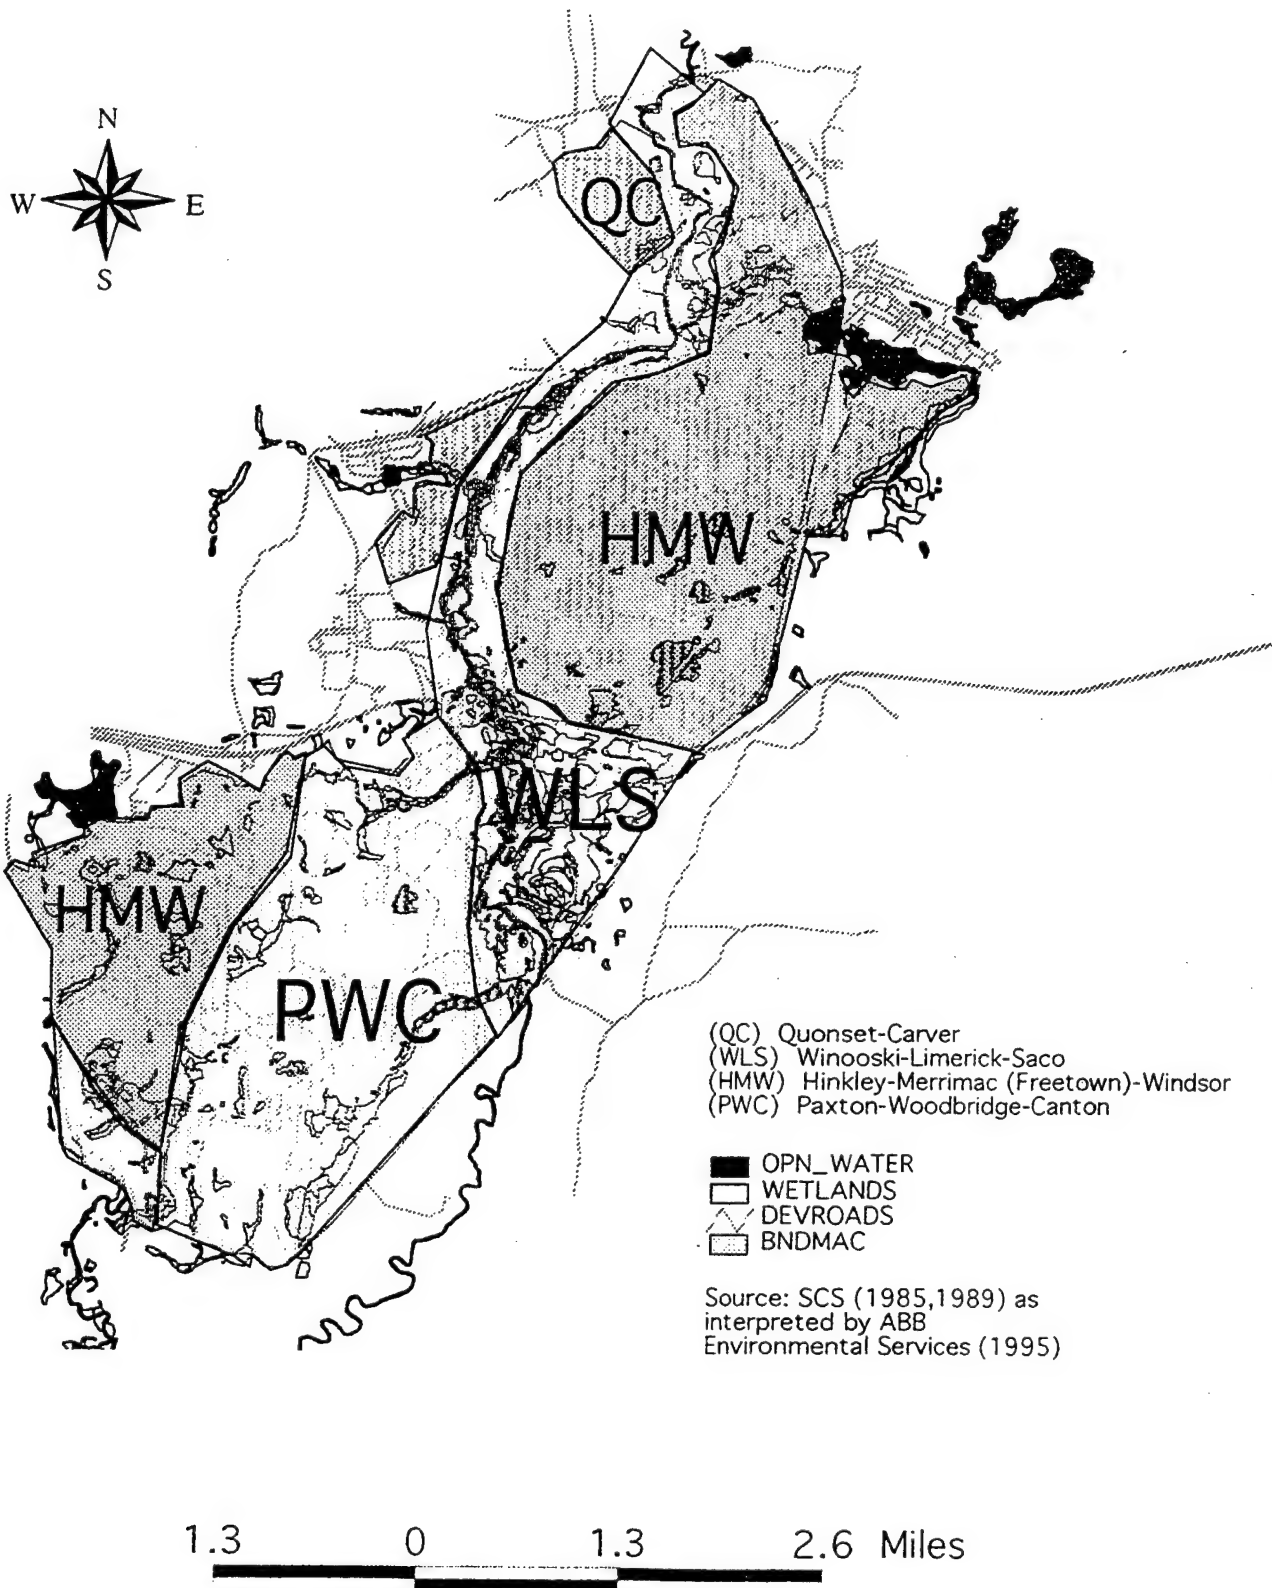 N
W E
S
QC
HMW
WLS
HMW
PWC
(QC) Quonset-Carver
(WLS) Winooski-Limerick-Saco
(HMW) Hinkley-Merrimac (Freetown)-Windsor
(PWC) Paxton-Woodbridge-Canton
OPN_WATER
WETLANDS
DEVROADS
BNDMAC
Source: SCS (1985,1989) as
interpreted by ABB
Environmental Services (1995)
1.3 0 1.3 2.6 Miles